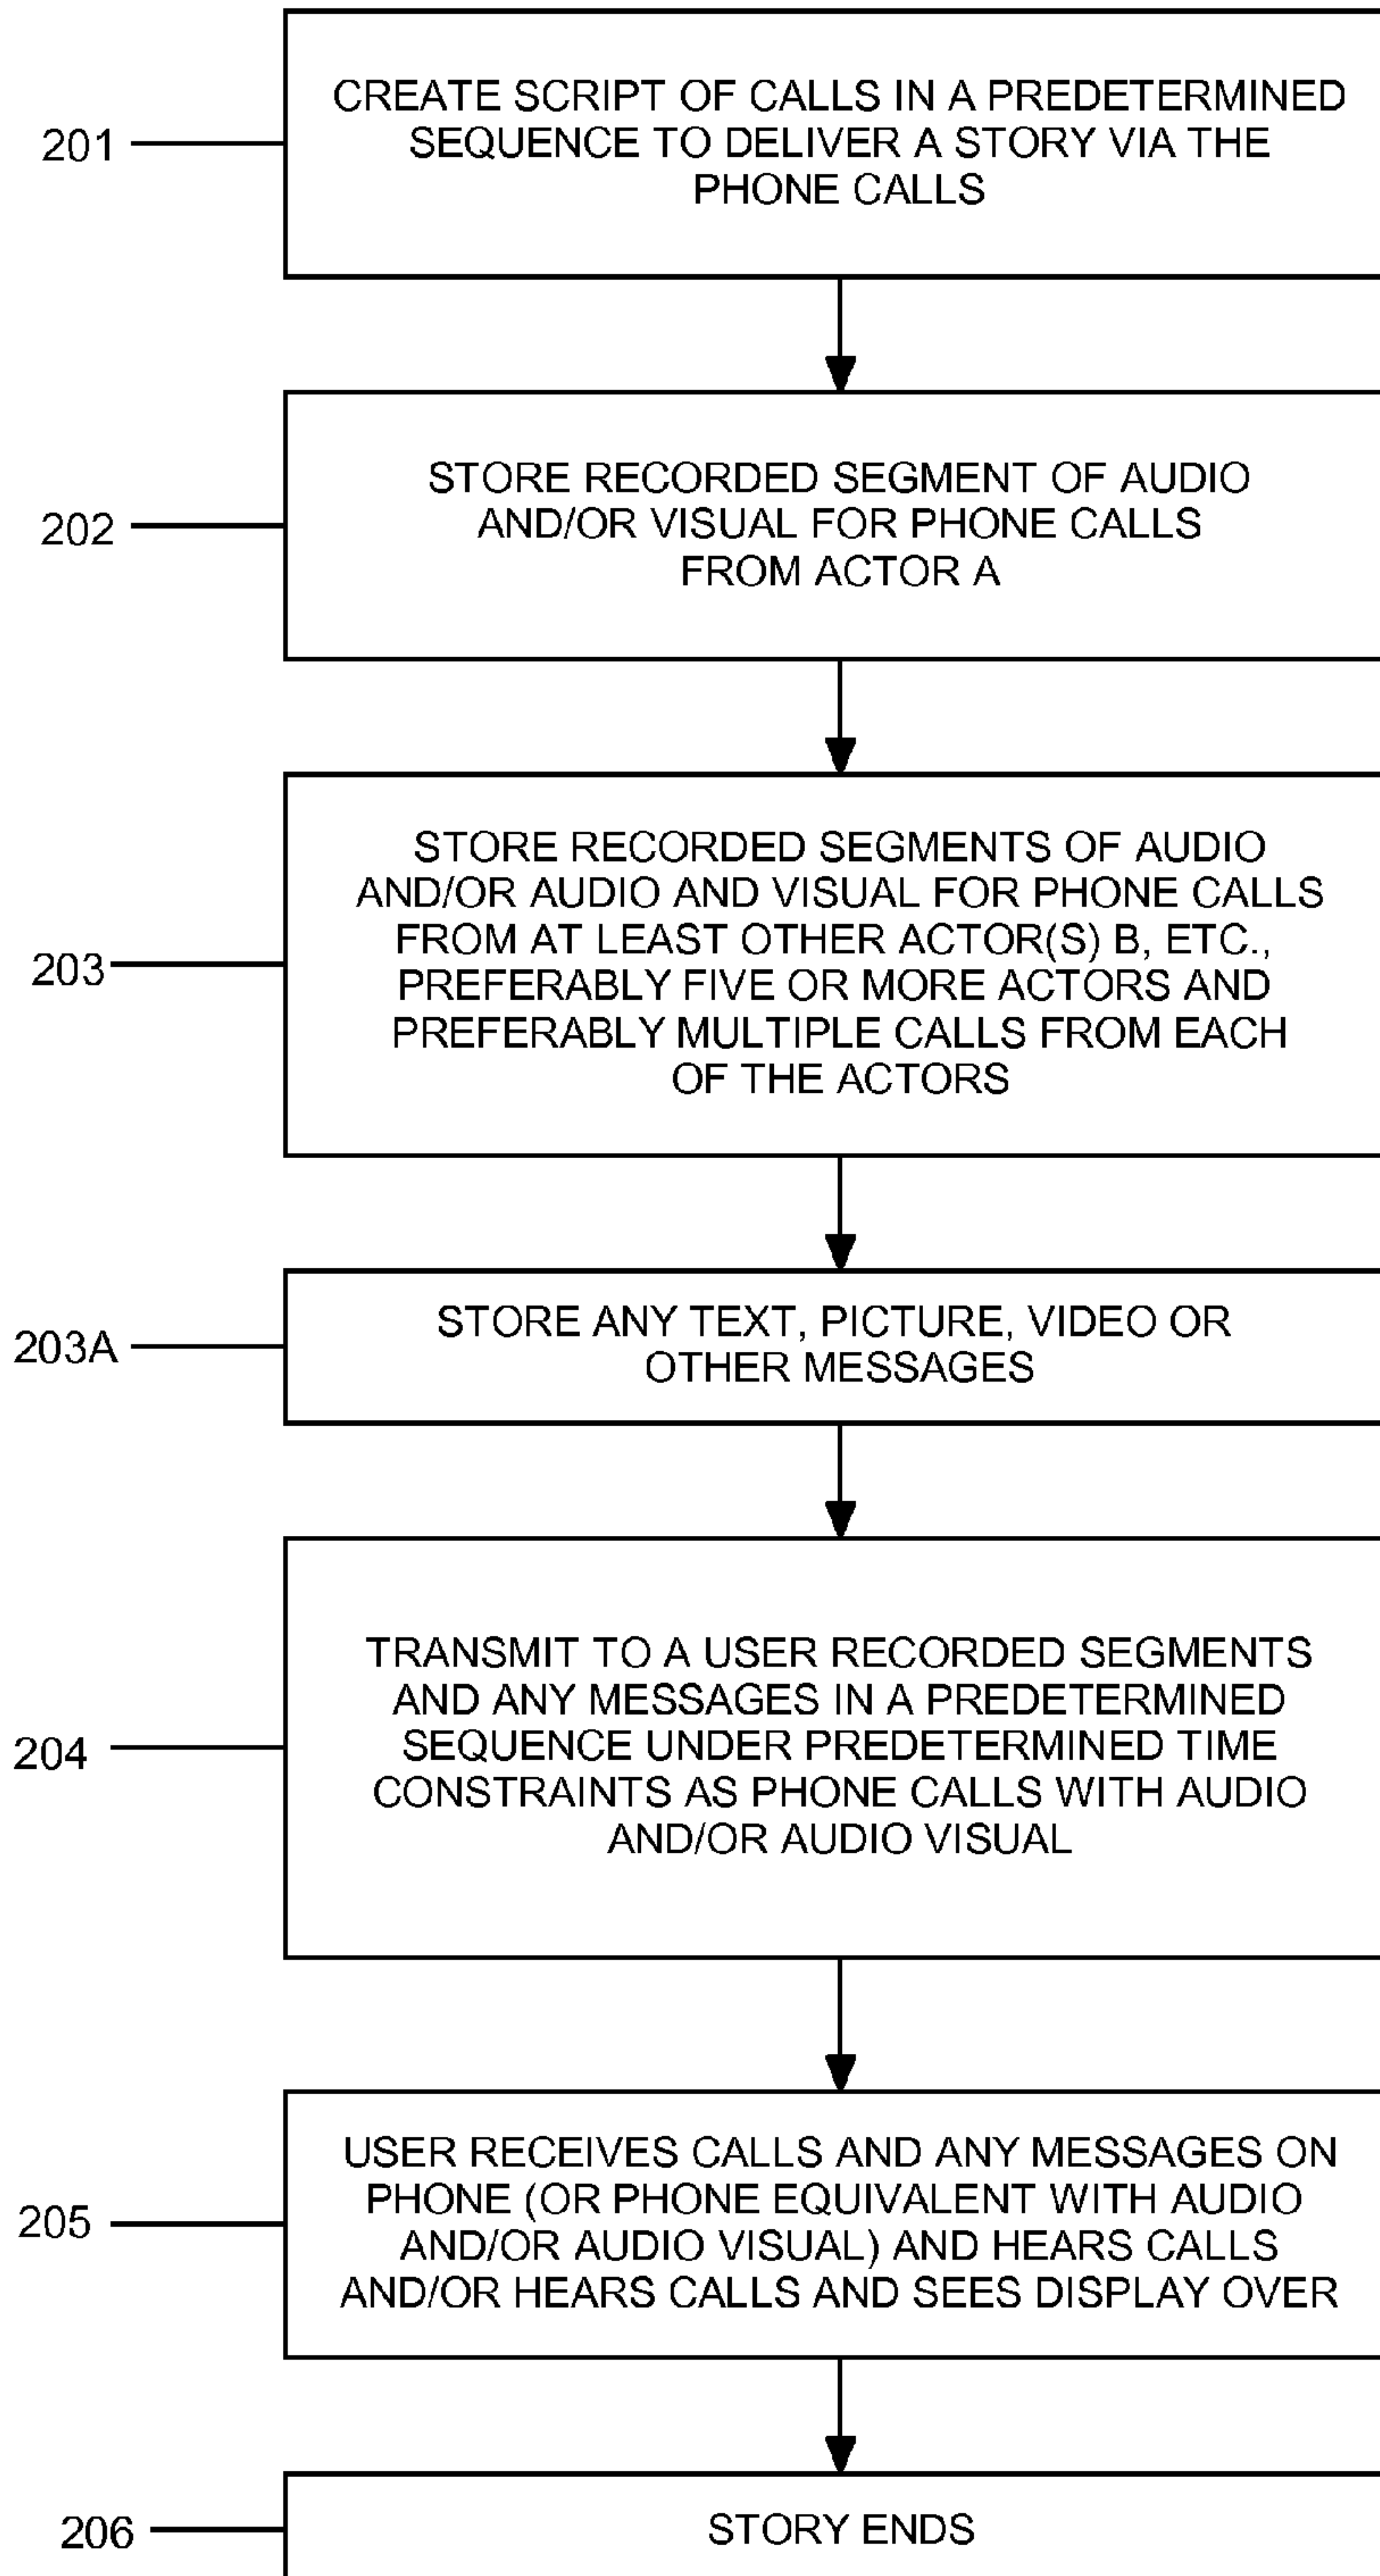 201
CREATE SCRIPT OF CALLS IN A PREDETERMINED
SEQUENCE TO DELIVER A STORY VIA THE
PHONE CALLS
202
STORE RECORDED SEGMENT OF AUDIO
AND/OR VISUAL FOR PHONE CALLS
FROM ACTOR A
203
STORE RECORDED SEGMENTS OF AUDIO
AND/OR AUDIO AND VISUAL FOR PHONE CALLS
FROM AT LEAST OTHER ACTOR(S) B, ETC.,
PREFERABLY FIVE OR MORE ACTORS AND
PREFERABLY MULTIPLE CALLS FROM EACH
OF THE ACTORS
203A
STORE ANY TEXT, PICTURE, VIDEO OR
OTHER MESSAGES
204
TRANSMIT TO A USER RECORDED SEGMENTS
AND ANY MESSAGES IN A PREDETERMINED
SEQUENCE UNDER PREDETERMINED TIME
CONSTRAINTS AS PHONE CALLS WITH AUDIO
AND/OR AUDIO VISUAL
205
USER RECEIVES CALLS AND ANY MESSAGES ON
PHONE (OR PHONE EQUIVALENT WITH AUDIO
AND/OR AUDIO VISUAL) AND HEARS CALLS
AND/OR HEARS CALLS AND SEES DISPLAY OVER
206
STORY ENDS